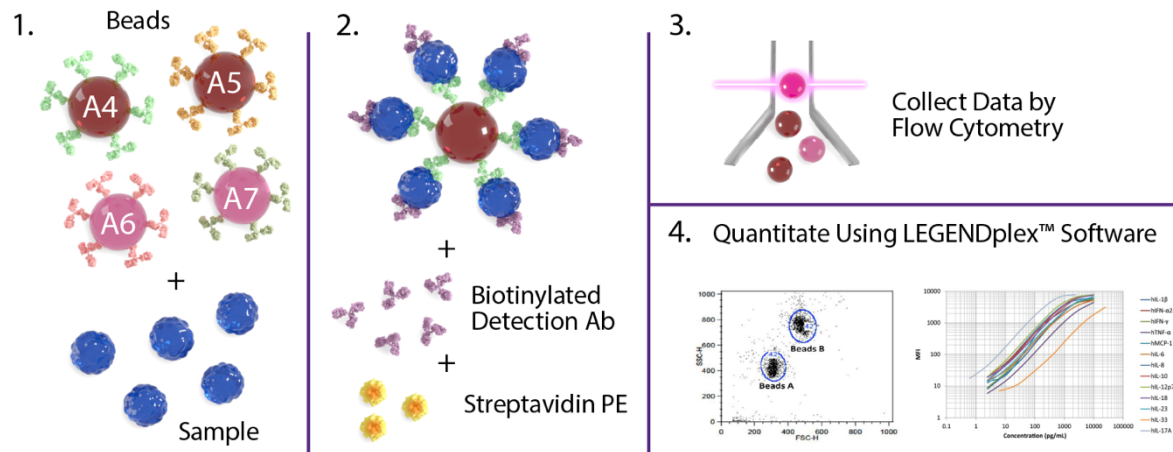 1.
Beads
A4
A5
A6
A7
+
Sample
2.
+
Biotinylated
Detection Ab
+
Streptavidin PE
3.
Collect Data by
Flow Cytometry
4. Quantitate Using LEGENDplex™ Software
1000
800
600
400
200
0
SSC-H
Beads B
Beads A
0 200 400 600 800 1000
FSC-H
10000
1000
100
10
1
MFI
0.1 1 10 100 1000 10000 100000
Concentration (pg/mL)
hIL-1β
hIFN-α2
hIFN-γ
hTNF-α
hMCP-1
hIL-6
hIL-8
hIL-10
hIL-12p7
hIL-18
hIL-23
hIL-33
hIL-17A